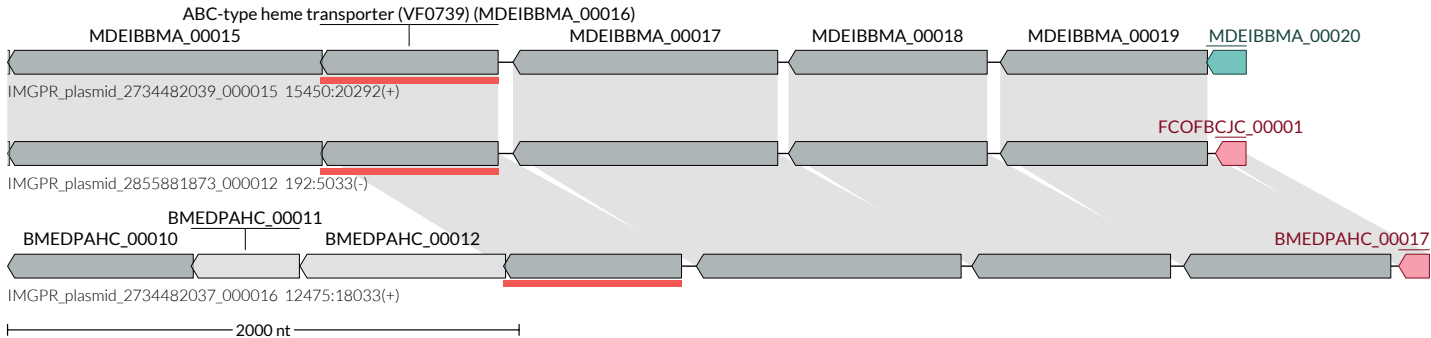 ABC-type heme transporter (VF0739) (MDEIBBMA_00016)
MDEIBBMA_00015 MDEIBBMA_00017 MDEIBBMA_00018 MDEIBBMA_00019 MDEIBBMA_00020
IMGPR_plasmid_2734482039_000015 15450:20292(+)
FCOFBCJC_00001
IMGPR_plasmid_2855881873_000012 192:5033(-)
BMEDPAHC_00011
BMEDPAHC_00010 BMEDPAHC_00012 BMEDPAHC_00017
IMGPR_plasmid_2734482037_000016 12475:18033(+)
2000 nt